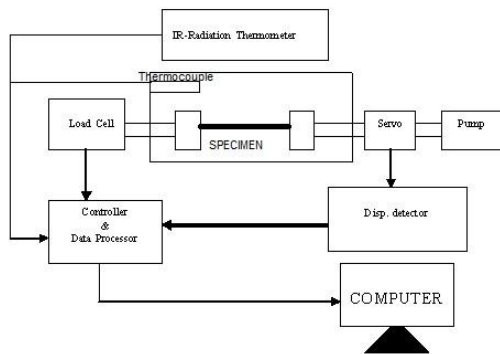 IR-Radiation Thermometer
Thermocouple
Load Cell
SPECIMEN
Servo
Pump
Controller
&
Data Processor
Disp. detector
COMPUTER